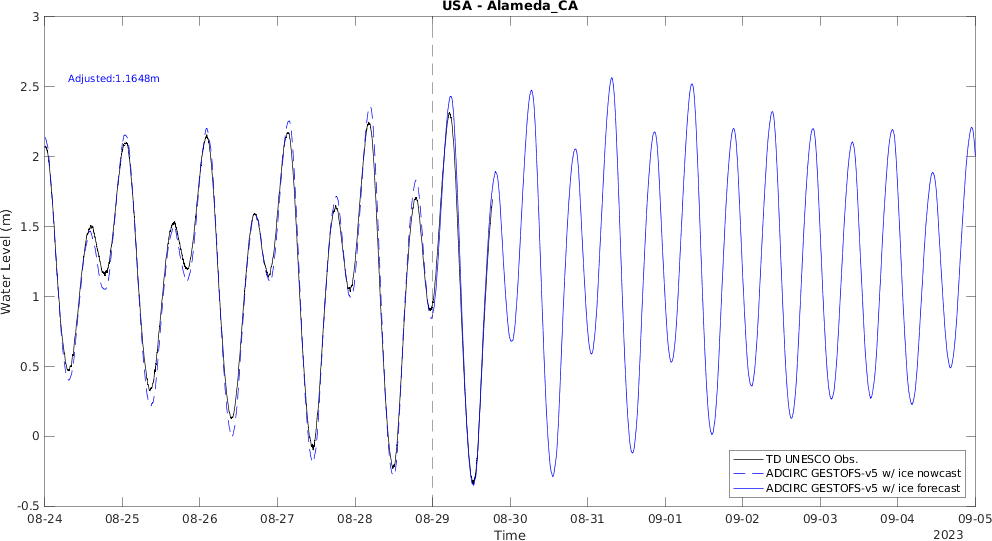 USA - Alameda_CA
Adjusted:1.1648m
Water Level (m)
3
2.5
2
1.5
1
0.5
0
-0.5
08-24 08-25 08-26 08-27 08-28 08-29 08-30 08-31 09-01 09-02 09-03 09-04 09-05
Time
2023
TD UNESCO Obs.
ADCIRC GESTOFS-v5 w/ ice nowcast
ADCIRC GESTOFS-v5 w/ ice forecast